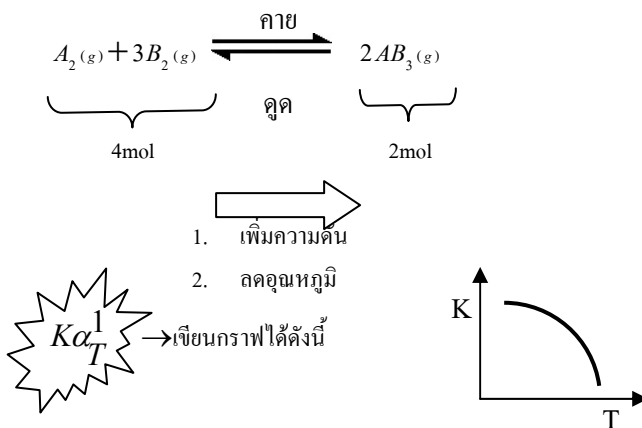 คาย
A₂ (g) + 3B₂ (g) ⇌ 2AB₃ (g)
ดูด
4mol 2mol
1. เพิ่มความดัน
2. ลดอุณหภูมิ
Kα1/T →เขียนกราฟได้ดังนี้
K
T